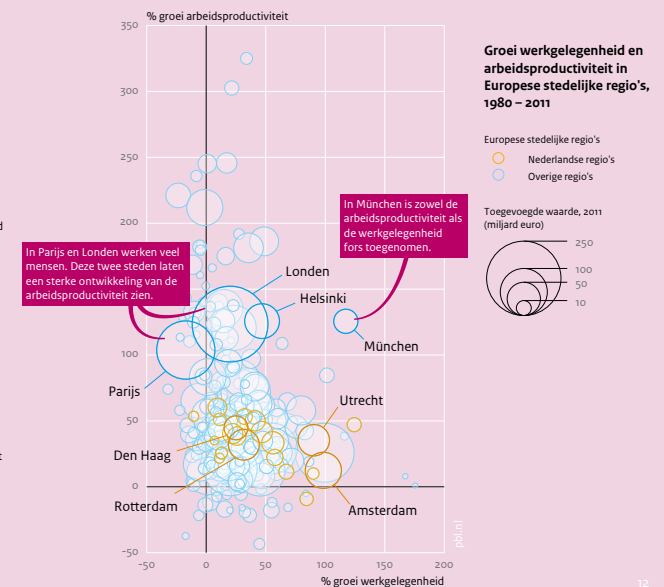 % groei arbeidsproductiviteit
350
300
250
200
100
50
0
-50
-50
0
50
100
150
200
% groei werkgelegenheid
In Parijs en Londen werken veel
mensen. Deze twee steden laten
een sterke ontwikkeling van de
arbeidsproductiviteit zien.
In München is zowel de
arbeidsproductiviteit als
de werkgelegenheid
fors toegenomen.
Londen
Helsinki
München
Parijs
Utrecht
Den Haag
Rotterdam
Amsterdam
pbl.nl
Groei werkgelegenheid en
arbeidsproductiviteit in
Europese stedelijke regio's,
1980 – 2011
Europese stedelijke regio's
Nederlandse regio's
Overige regio's
Toegevoegde waarde, 2011
(miljard euro)
250
100
50
10
d
t
12